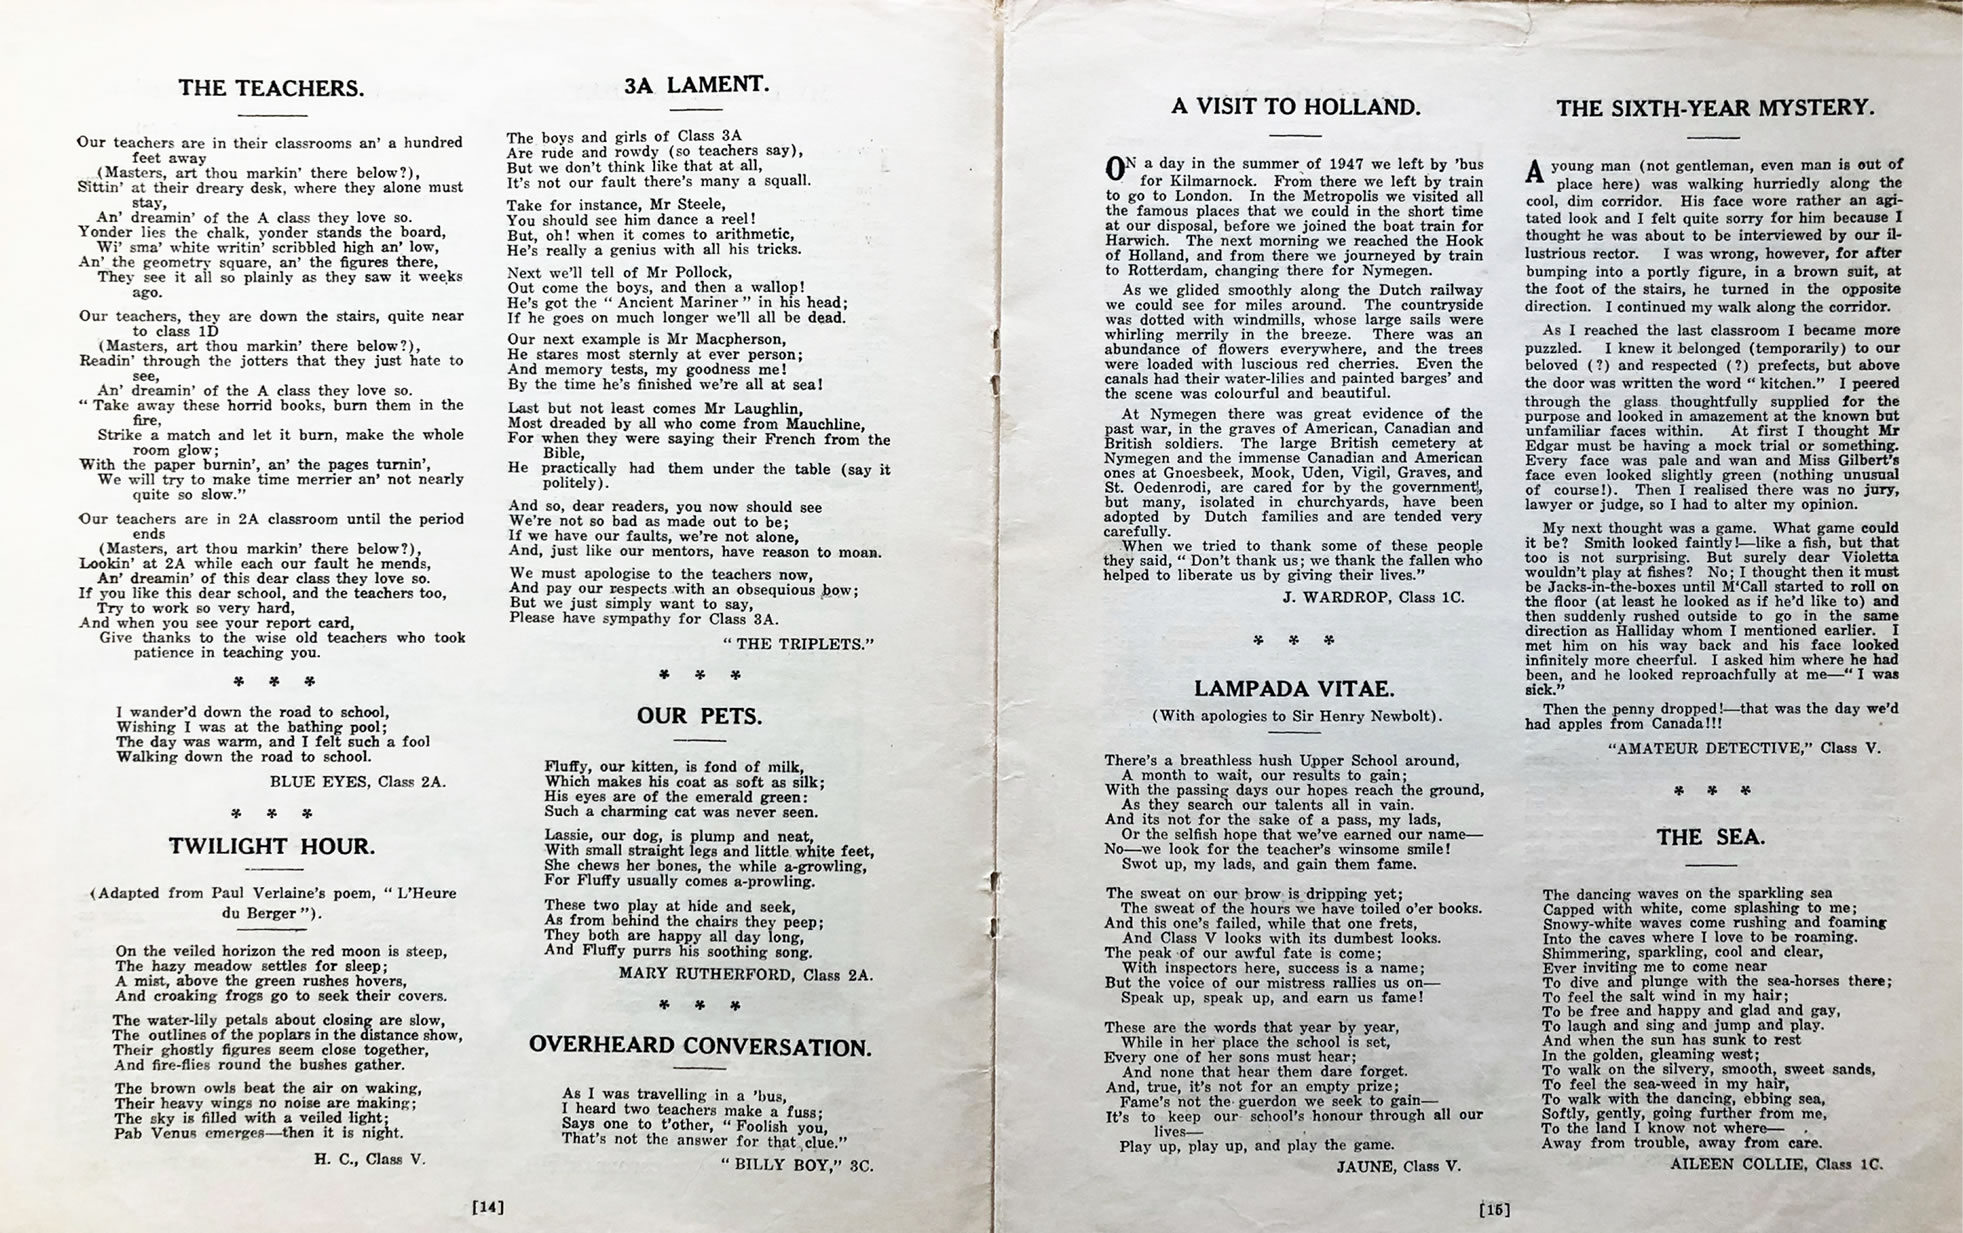 THE TEACHERS.
Our teachers are in their classrooms an' a hundred
feet away
(Masters, art thou markin' there below?),
Sittin' at their dreary desk, where they alone must
stay,
An' dreamin' of the A class they love so.
Yonder lies the chalk, yonder stands the board,
Wi' sma' white writin' scribbled high an' low,
An' the geometry square, an' the figures there,
They see it all so plainly as they saw it weeks
ago.
Our teachers, they are down the stairs, quite near
to class 1D
(Masters, art thou markin' there below?),
Readin' through the jotters that they just hate to
see,
An' dreamin' of the A class they love so.
" Take away these horrid books, burn them in the
fire,
Strike a match and let it burn, make the whole
room glow;
With the paper burnin', an' the pages turnin',
We will try to make time merrier an' not nearly
quite so slow."
Our teachers are in 2A classroom until the period
ends
(Masters, art thou markin' there below?),
Lookin' at 2A while each our fault he mends,
An' dreamin' of this dear class they love so.
If you like this dear school, and the teachers too,
Try to work so very hard,
And when you see your report card,
Give thanks to the wise old teachers who took
patience in teaching you.
* * *
I wander'd down the road to school,
Wishing I was at the bathing pool;
The day was warm, and I felt such a fool
Walking down the road to school.
BLUE EYES, Class 2A.
* * *
TWILIGHT HOUR.
(Adapted from Paul Verlaine's poem, " L'Heure
du Berger ").
On the veiled horizon the red moon is steep,
The hazy meadow settles for sleep;
A mist, above the green rushes hovers,
And croaking frogs go to seek their covers.
The water-lily petals about closing are slow,
The outlines of the poplars in the distance show,
Their ghostly figures seem close together,
And fire-flies round the bushes gather.
The brown owls beat the air on waking,
Their heavy wings no noise are making;
The sky is filled with a veiled light;
Pab Venus emerges—then it is night.
H. C., Class V.
3A LAMENT.
The boys and girls of Class 3A
Are rude and rowdy (so teachers say),
But we don't think like that at all,
It's not our fault there's many a squall.
Take for instance, Mr Steele,
You should see him dance a reel!
But, oh! when it comes to arithmetic,
He's really a genius with all his tricks.
Next we'll tell of Mr Pollock,
Out come the boys, and then a wallop!
He's got the " Ancient Mariner " in his head;
If he goes on much longer we'll all be dead.
Our next example is Mr Macpherson,
He stares most sternly at ever person;
And memory tests, my goodness me!
By the time he's finished we're all at sea!
Last but not least comes Mr Laughlin,
Most dreaded by all who come from Mauchline,
For when they were saying their French from the
Bible,
He practically had them under the table (say it
politely).
And so, dear readers, you now should see
We're not so bad as made out to be;
If we have our faults, we're not alone,
And, just like our mentors, have reason to moan.
We must apologise to the teachers now,
And pay our respects with an obsequious bow;
But we just simply want to say,
Please have sympathy for Class 3A.
" THE TRIPLETS."
* * *
OUR PETS.
Fluffy, our kitten, is fond of milk,
Which makes his coat as soft as silk;
His eyes are of the emerald green:
Such a charming cat was never seen.
Lassie, our dog, is plump and neat,
With small straight legs and little white feet,
She chews her bones, the while a-growling,
For Fluffy usually comes a-prowling.
These two play at hide and seek,
As from behind the chairs they peep;
They both are happy all day long,
And Fluffy purrs his soothing song.
MARY RUTHERFORD, Class 2A.
* * *
OVERHEARD CONVERSATION.
As I was travelling in a 'bus,
I heard two teachers make a fuss;
Says one to t'other, " Foolish you,
That's not the answer for that clue."
" BILLY BOY," 3C.
[14]
A VISIT TO HOLLAND.
ON a day in the summer of 1947 we left by 'bus
for Kilmarnock. From there we left by train
to go to London. In the Metropolis we visited all
the famous places that we could in the short time
at our disposal, before we joined the boat train for
Harwich. The next morning we reached the Hook
of Holland, and from there we journeyed by train
to Rotterdam, changing there for Nymegen.
As we glided smoothly along the Dutch railway
we could see for miles around. The countryside
was dotted with windmills, whose large sails were
whirling merrily in the breeze. There was an
abundance of flowers everywhere, and the trees
were loaded with luscious red cherries. Even the
canals had their water-lilies and painted barges' and
the scene was colourful and beautiful.
At Nymegen there was great evidence of the
past war, in the graves of American, Canadian and
British soldiers. The large British cemetery at
Nymegen and the immense Canadian and American
ones at Gnoesbeek, Mook, Uden, Vigil, Graves, and
St. Oedenrodi, are cared for by the government,
but many, isolated in churchyards, have been
adopted by Dutch families and are tended very
carefully.
When we tried to thank some of these people
they said, " Don't thank us; we thank the fallen who
helped to liberate us by giving their lives."
J. WARDROP, Class 1C.
* * *
LAMPADA VITAE.
(With apologies to Sir Henry Newbolt).
There's a breathless hush Upper School around,
A month to wait, our results to gain;
With the passing days our hopes reach the ground,
As they search our talents all in vain.
And its not for the sake of a pass, my lads,
Or the selfish hope that we've earned our name—
No—we look for the teacher's winsome smile!
Swot up, my lads, and gain them fame.
The sweat on our brow is dripping yet;
The sweat of the hours we have toiled o'er books.
And this one's failed, while that one frets,
And Class V looks with its dumbest looks.
The peak of our awful fate is come;
With inspectors here, success is a name;
But the voice of our mistress rallies us on—
Speak up, speak up, and earn us fame!
These are the words that year by year,
While in her place the school is set,
Every one of her sons must hear;
And none that hear them dare forget.
And, true, it's not for an empty prize;
Fame's not the guerdon we seek to gain—
It's to keep our school's honour through all our
lives—
Play up, play up, and play the game.
JAUNE, Class V.
THE SIXTH-YEAR MYSTERY.
A young man (not gentleman, even man is out of
place here) was walking hurriedly along the
cool, dim corridor. His face wore rather an agi-
tated look and I felt quite sorry for him because I
thought he was about to be interviewed by our il-
lustrious rector. I was wrong, however, for after
bumping into a portly figure, in a brown suit, at
the foot of the stairs, he turned in the opposite
direction. I continued my walk along the corridor.
As I reached the last classroom I became more
puzzled. I knew it belonged (temporarily) to our
beloved (?) and respected (?) prefects, but above
the door was written the word " kitchen." I peered
through the glass thoughtfully supplied for the
purpose and looked in amazement at the known but
unfamiliar faces within. At first I thought Mr
Edgar must be having a mock trial or something.
Every face was pale and wan and Miss Gilbert's
face even looked slightly green (nothing unusual
of course!). Then I realised there was no jury,
lawyer or judge, so I had to alter my opinion.
My next thought was a game. What game could
it be? Smith looked faintly!—like a fish, but that
too is not surprising. But surely dear Violetta
wouldn't play at fishes? No; I thought then it must
be Jacks-in-the-boxes until M'Call started to roll on
the floor (at least he looked as if he'd like to) and
then suddenly rushed outside to go in the same
direction as Halliday whom I mentioned earlier. I
met him on his way back and his face looked
infinitely more cheerful. I asked him where he had
been, and he looked reproachfully at me—" I was
sick."
Then the penny dropped!—that was the day we'd
had apples from Canada!!!
"AMATEUR DETECTIVE," Class V.
* * *
THE SEA.
The dancing waves on the sparkling sea
Capped with white, come splashing to me;
Snowy-white waves come rushing and foaming
Into the caves where I love to be roaming.
Shimmering, sparkling, cool and clear,
Ever inviting me to come near
To dive and plunge with the sea-horses there;
To feel the salt wind in my hair;
To be free and happy and glad and gay,
To laugh and sing and jump and play.
And when the sun has sunk to rest
In the golden, gleaming west;
To walk on the silvery, smooth, sweet sands,
To feel the sea-weed in my hair,
To walk with the dancing, ebbing sea,
Softly, gently, going further from me,
To the land I know not where—
Away from trouble, away from care.
AILEEN COLLIE, Class 1C.
[15]